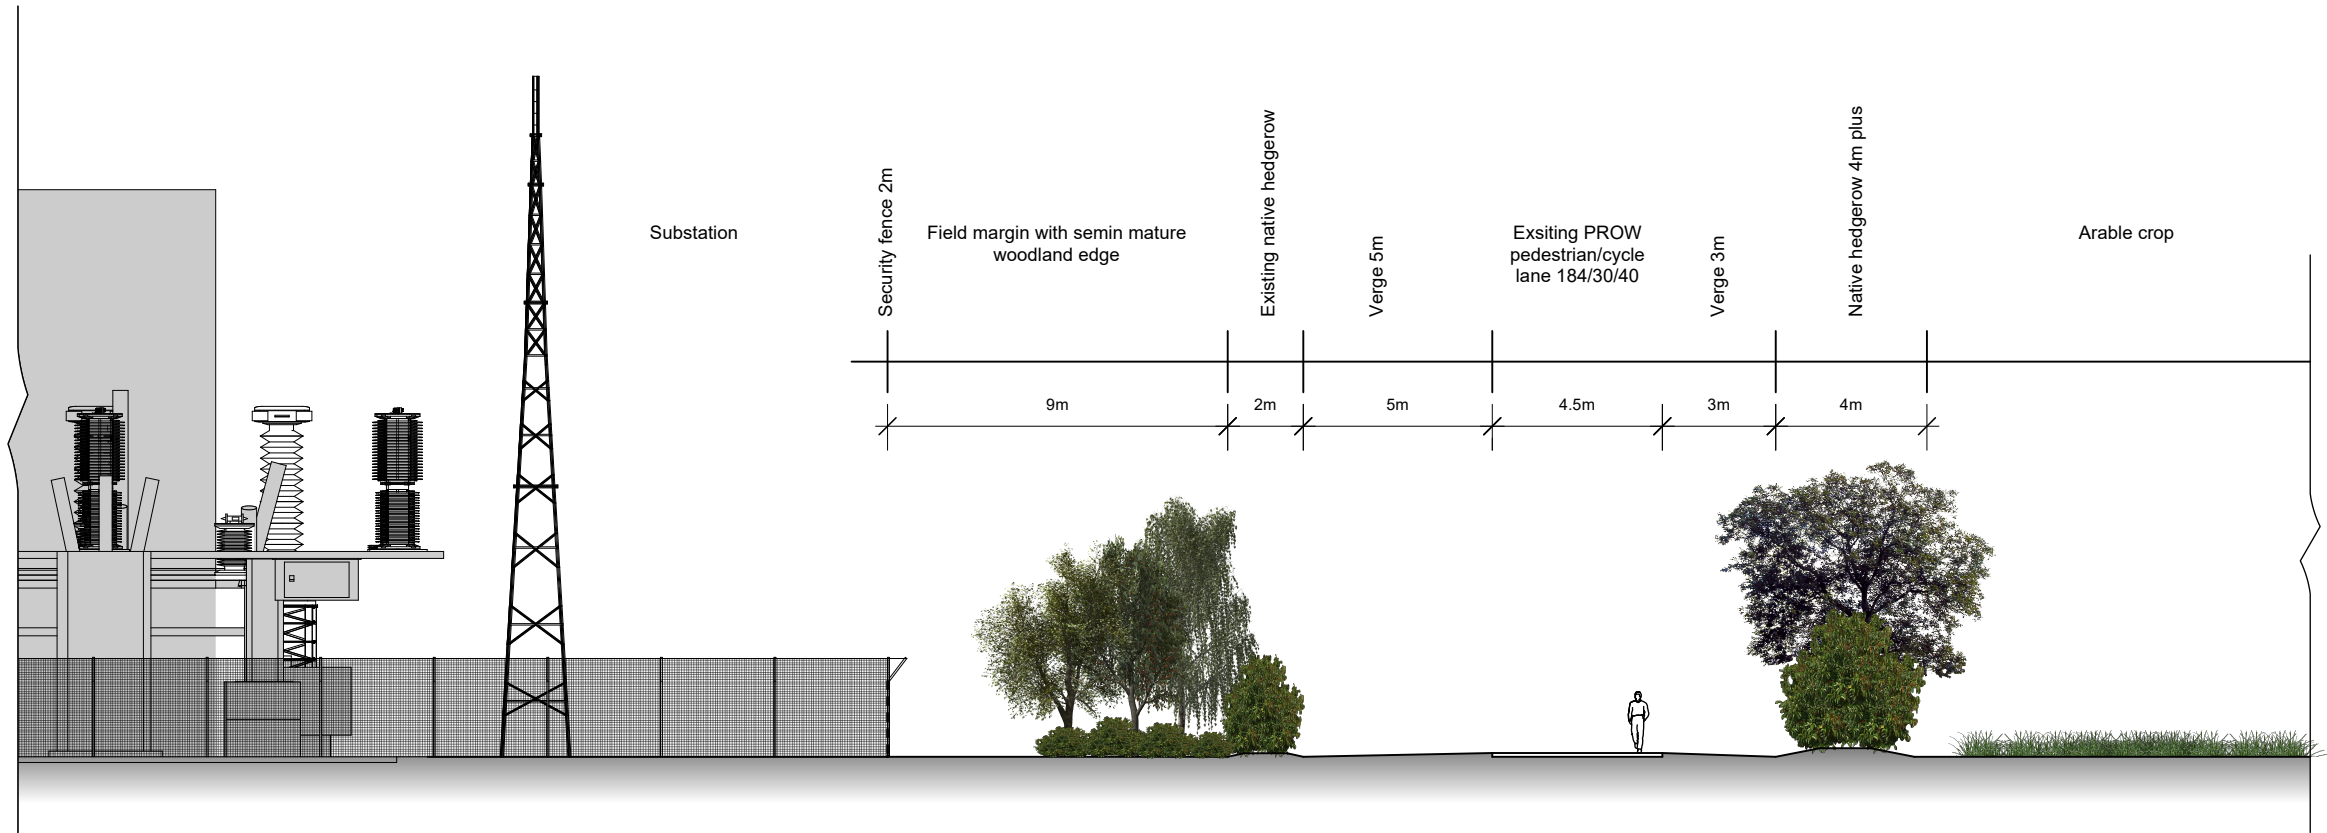 Substation
Security fence 2m
Field margin with semin mature
woodland edge
Existing native hedgerow
Verge 5m
Exsiting PROW
pedestrian/cycle
lane 184/30/40
Verge 3m
Native hedgerow 4m plus
Arable crop
9m
2m
5m
4.5m
3m
4m